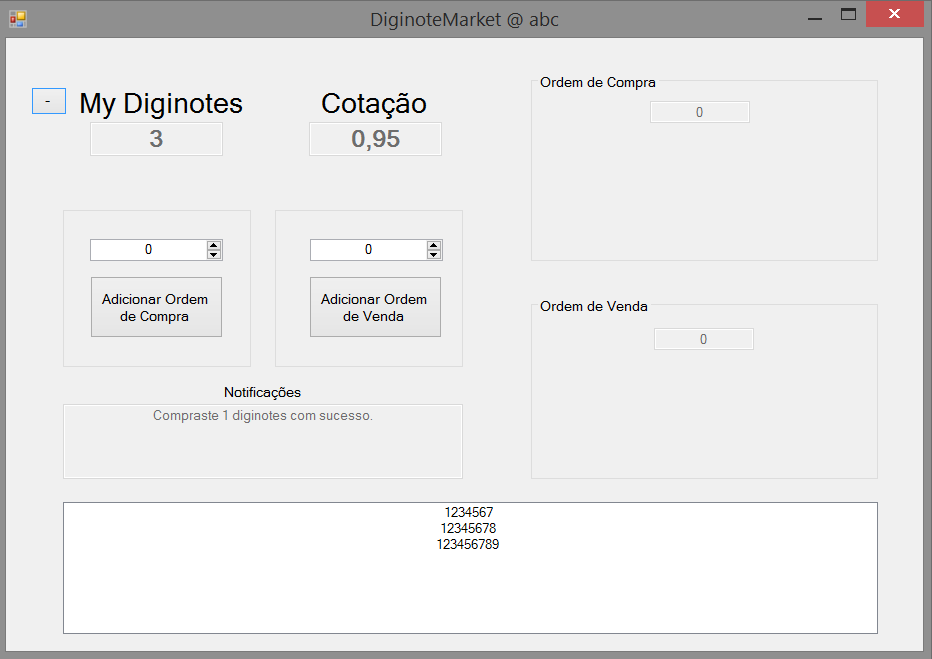 DiginoteMarket @ abc
-
My Diginotes
3
Cotação
0,95
Ordem de Compra
0
0
Adicionar Ordem
de Compra
0
Adicionar Ordem
de Venda
Ordem de Venda
0
Notificações
Compraste 1 diginotes com sucesso.
1234567
12345678
123456789